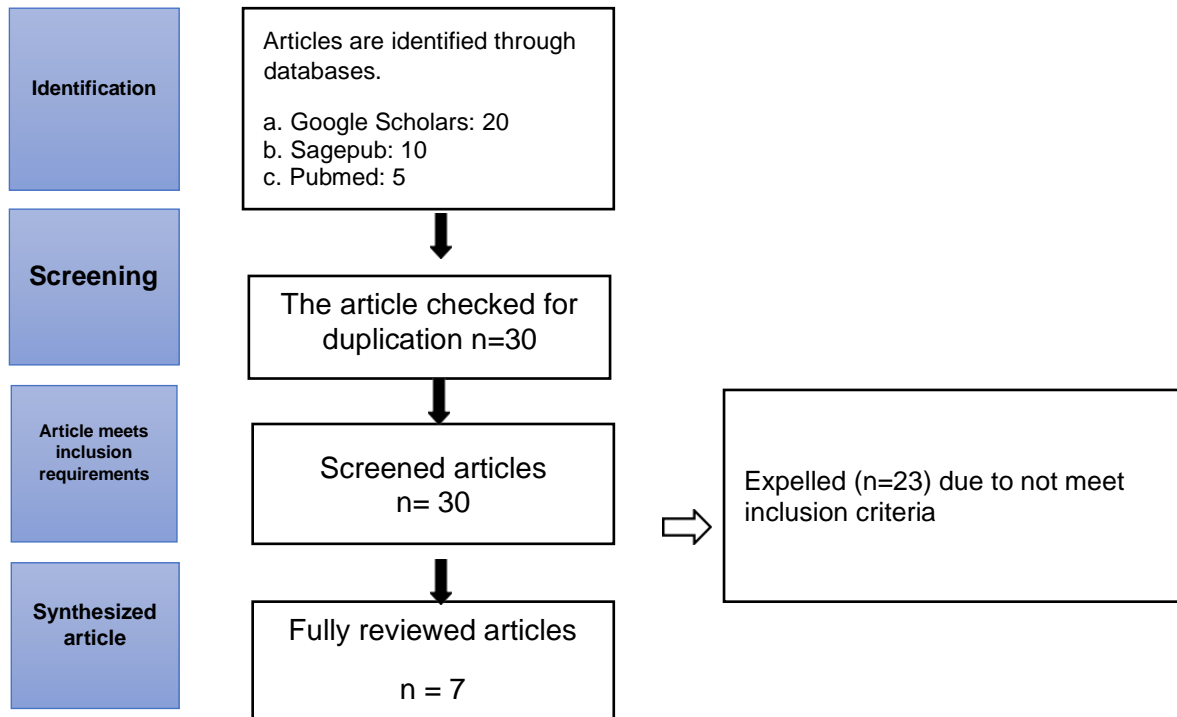 Identification
Articles are identified through
databases.
a. Google Scholars: 20
b. Sagepub: 10
c. Pubmed: 5
Screening
The article checked for
duplication n=30
Article meets
inclusion
requirements
Screened articles
n= 30
Expelled (n=23) due to not meet
inclusion criteria
Synthesized
article
Fully reviewed articles
n = 7